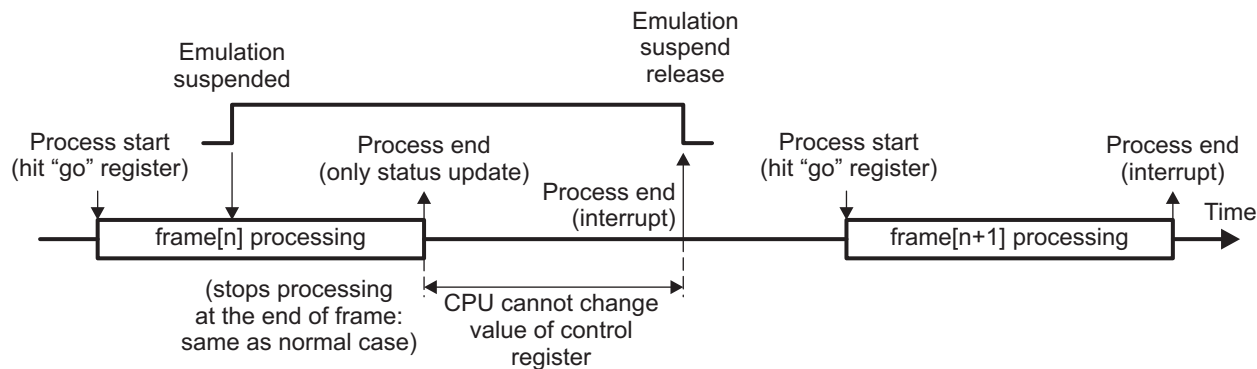 Emulation
suspended
Emulation
suspend
release
Process start
(hit “go” register)
Process end
(only status update)
Process end
(interrupt)
Process start
(hit “go” register)
Process end
(interrupt)
Time
frame[n] processing
frame[n+1] processing
(stops processing
at the end of frame:
same as normal case)
CPU cannot change
value of control
register